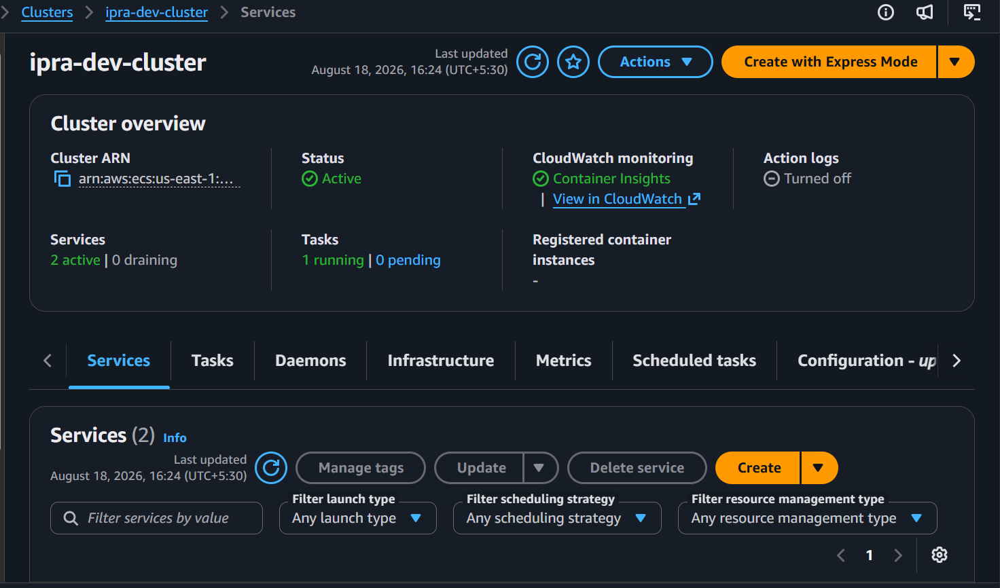 Clusters
ipra-dev-cluster
Services
ipra-dev-cluster
Last updated
August 18, 2026, 16:24 (UTC+5:30)
Actions
Create with Express Mode
Cluster overview
Cluster ARN
arn:aws:ecs:us-east-1:...
Status
Active
CloudWatch monitoring
Container Insights
| View in CloudWatch
Action logs
Turned off
Services
2 active | 0 draining
Tasks
1 running | 0 pending
Registered container
instances
-
Services
Tasks
Daemons
Infrastructure
Metrics
Scheduled tasks
Configuration - up
Services (2) Info
Last updated
August 18, 2026, 16:24 (UTC+5:30)
Manage tags
Update
Delete service
Create
Filter services by value
Filter launch type
Any launch type
Filter scheduling strategy
Any scheduling strategy
Filter resource management type
Any resource management type
1